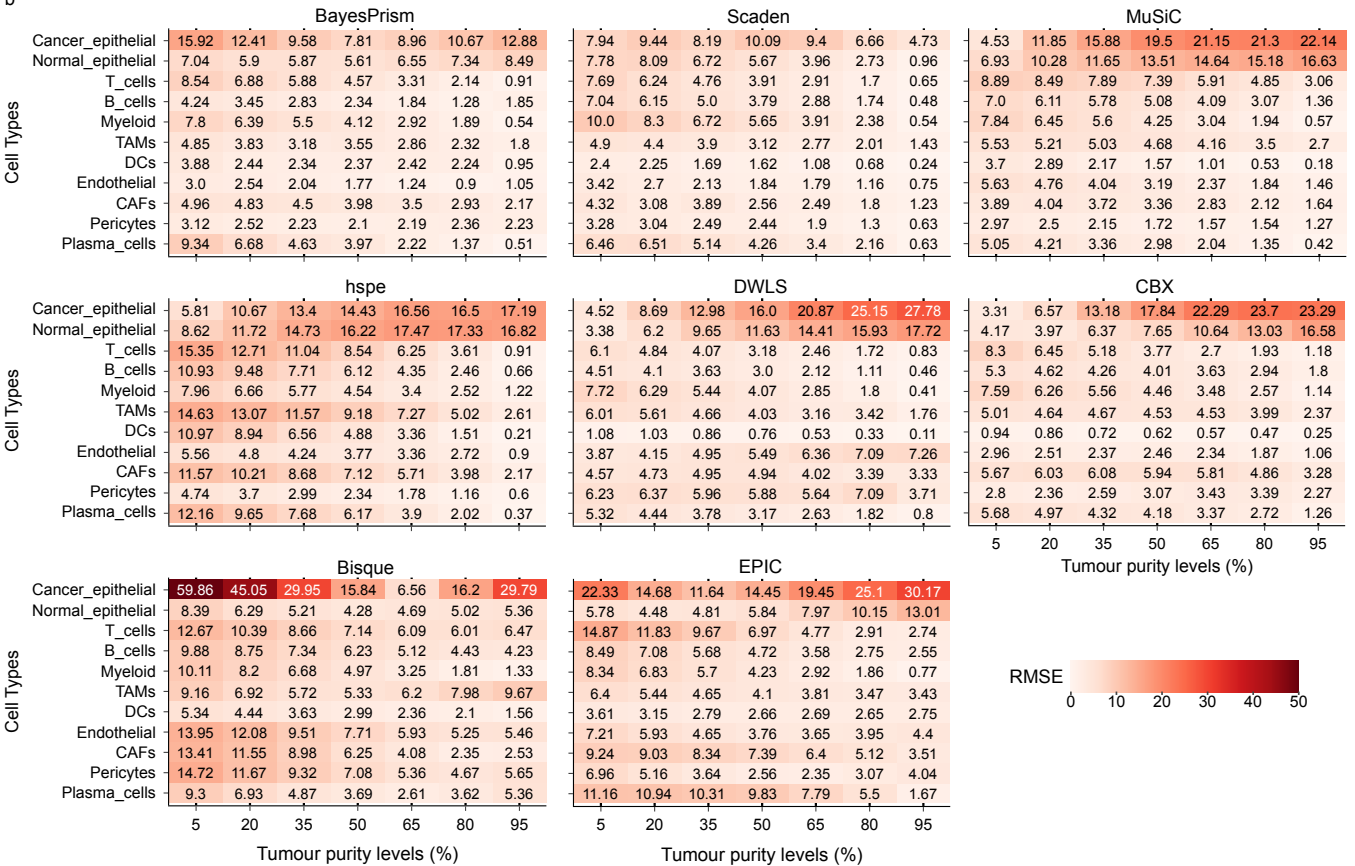 b
BayesPrism
Scaden
MuSiC
Cell Types
Cancer_epithelial 15.92 12.41 9.58 7.81 8.96 10.67 12.88 7.94 9.44 8.19 10.09 9.4 6.66 4.73 4.53 11.85 15.88 19.5 21.15 21.3 22.14
Normal_epithelial 7.04 5.9 5.87 5.61 6.55 7.34 8.49 7.78 8.09 6.72 5.67 3.96 2.73 0.96 6.93 10.28 11.65 13.51 14.64 15.18 16.63
T_cells 8.54 6.88 5.88 4.57 3.31 2.14 0.91 7.69 6.24 4.76 3.91 2.91 1.7 0.65 8.89 8.49 7.89 7.39 5.91 4.85 3.06
B_cells 4.24 3.45 2.83 2.34 1.84 1.28 1.85 7.04 6.15 5.0 3.79 2.88 1.74 0.48 7.0 6.11 5.78 5.08 4.09 3.07 1.36
Myeloid 7.8 6.39 5.5 4.12 2.92 1.89 0.54 10.0 8.3 6.72 5.65 3.91 2.38 0.54 7.84 6.45 5.6 4.25 3.04 1.94 0.57
TAMs 4.85 3.83 3.18 3.55 2.86 2.32 1.8 4.9 4.4 3.9 3.12 2.77 2.01 1.43 5.53 5.21 5.03 4.68 4.16 3.5 2.7
DCs 3.88 2.44 2.34 2.37 2.42 2.24 0.95 2.4 2.25 1.69 1.62 1.08 0.68 0.24 3.7 2.89 2.17 1.57 1.01 0.53 0.18
Endothelial 3.0 2.54 2.04 1.77 1.24 0.9 1.05 3.42 2.7 2.13 1.84 1.79 1.16 0.75 5.63 4.76 4.04 3.19 2.37 1.84 1.46
CAFs 4.96 4.83 4.5 3.98 3.5 2.93 2.17 4.32 3.08 3.89 2.56 2.49 1.8 1.23 3.89 4.04 3.72 3.36 2.83 2.12 1.64
Pericytes 3.12 2.52 2.23 2.1 2.19 2.36 2.23 3.28 3.04 2.49 2.44 1.9 1.3 0.63 2.97 2.5 2.15 1.72 1.57 1.54 1.27
Plasma_cells 9.34 6.68 4.63 3.97 2.22 1.37 0.51 6.46 6.51 5.14 4.26 3.4 2.16 0.63 5.05 4.21 3.36 2.98 2.04 1.35 0.42
hspe
DWLS
CBX
Cell Types
Cancer_epithelial 5.81 10.67 13.4 14.43 16.56 16.5 17.19 4.52 8.69 12.98 16.0 20.87 25.15 27.78 3.31 6.57 13.18 17.84 22.29 23.7 23.29
Normal_epithelial 8.62 11.72 14.73 16.22 17.47 17.33 16.82 3.38 6.2 9.65 11.63 14.41 15.93 17.72 4.17 3.97 6.37 7.65 10.64 13.03 16.58
T_cells 15.35 12.71 11.04 8.54 6.25 3.61 0.91 6.1 4.84 4.07 3.18 2.46 1.72 0.83 8.3 6.45 5.18 3.77 2.7 1.93 1.18
B_cells 10.93 9.48 7.71 6.12 4.35 2.46 0.66 4.51 4.1 3.63 3.0 2.12 1.11 0.46 5.3 4.62 4.26 4.01 3.63 2.94 1.8
Myeloid 7.96 6.66 5.77 4.54 3.4 2.52 1.22 7.72 6.29 5.44 4.07 2.85 1.8 0.41 7.59 6.26 5.56 4.46 3.48 2.57 1.14
TAMs 14.63 13.07 11.57 9.18 7.27 5.02 2.61 6.01 5.61 4.66 4.03 3.16 3.42 1.76 5.01 4.64 4.67 4.53 4.53 3.99 2.37
DCs 10.97 8.94 6.56 4.88 3.36 1.51 0.21 1.08 1.03 0.86 0.76 0.53 0.33 0.11 0.94 0.86 0.72 0.62 0.57 0.47 0.25
Endothelial 5.56 4.8 4.24 3.77 3.36 2.72 0.9 3.87 4.15 4.95 5.49 6.36 7.09 7.26 2.96 2.51 2.37 2.46 2.34 1.87 1.06
CAFs 11.57 10.21 8.68 7.12 5.71 3.98 2.17 4.57 4.73 4.95 4.94 4.02 3.39 3.33 5.67 6.03 6.08 5.94 5.81 4.86 3.28
Pericytes 4.74 3.7 2.99 2.34 1.78 1.16 0.6 6.23 6.37 5.96 5.88 5.64 7.09 3.71 2.8 2.36 2.59 3.07 3.43 3.39 2.27
Plasma_cells 12.16 9.65 7.68 6.17 3.9 2.02 0.37 5.32 4.44 3.78 3.17 2.63 1.82 0.8 5.68 4.97 4.32 4.18 3.37 2.72 1.26
5 20 35 50 65 80 95
Tumour purity levels (%)
Bisque
EPIC
Cell Types
Cancer_epithelial 59.86 45.05 29.95 15.84 6.56 16.2 29.79 22.33 14.68 11.64 14.45 19.45 25.1 30.17
Normal_epithelial 8.39 6.29 5.21 4.28 4.69 5.02 5.36 5.78 4.48 4.81 5.84 7.97 10.15 13.01
T_cells 12.67 10.39 8.66 7.14 6.09 6.01 6.47 14.87 11.83 9.67 6.97 4.77 2.91 2.74
B_cells 9.88 8.75 7.34 6.23 5.12 4.43 4.23 8.49 7.08 5.68 4.72 3.58 2.75 2.55
Myeloid 10.11 8.2 6.68 4.97 3.25 1.81 1.33 8.34 6.83 5.7 4.23 2.92 1.86 0.77
TAMs 9.16 6.92 5.72 5.33 6.2 7.98 9.67 6.4 5.44 4.65 4.1 3.81 3.47 3.43
DCs 5.34 4.44 3.63 2.99 2.36 2.1 1.56 3.61 3.15 2.79 2.66 2.69 2.65 2.75
Endothelial 13.95 12.08 9.51 7.71 5.93 5.25 5.46 7.21 5.93 4.65 3.76 3.65 3.95 4.4
CAFs 13.41 11.55 8.98 6.25 4.08 2.35 2.53 9.24 9.03 8.34 7.39 6.4 5.12 3.51
Pericytes 14.72 11.67 9.32 7.08 5.36 4.67 5.65 6.96 5.16 3.64 2.56 2.35 3.07 4.04
Plasma_cells 9.3 6.93 4.87 3.69 2.61 3.62 5.36 11.16 10.94 10.31 9.83 7.79 5.5 1.67
5 20 35 50 65 80 95 5 20 35 50 65 80 95
Tumour purity levels (%)
Tumour purity levels (%)
RMSE
0 10 20 30 40 50